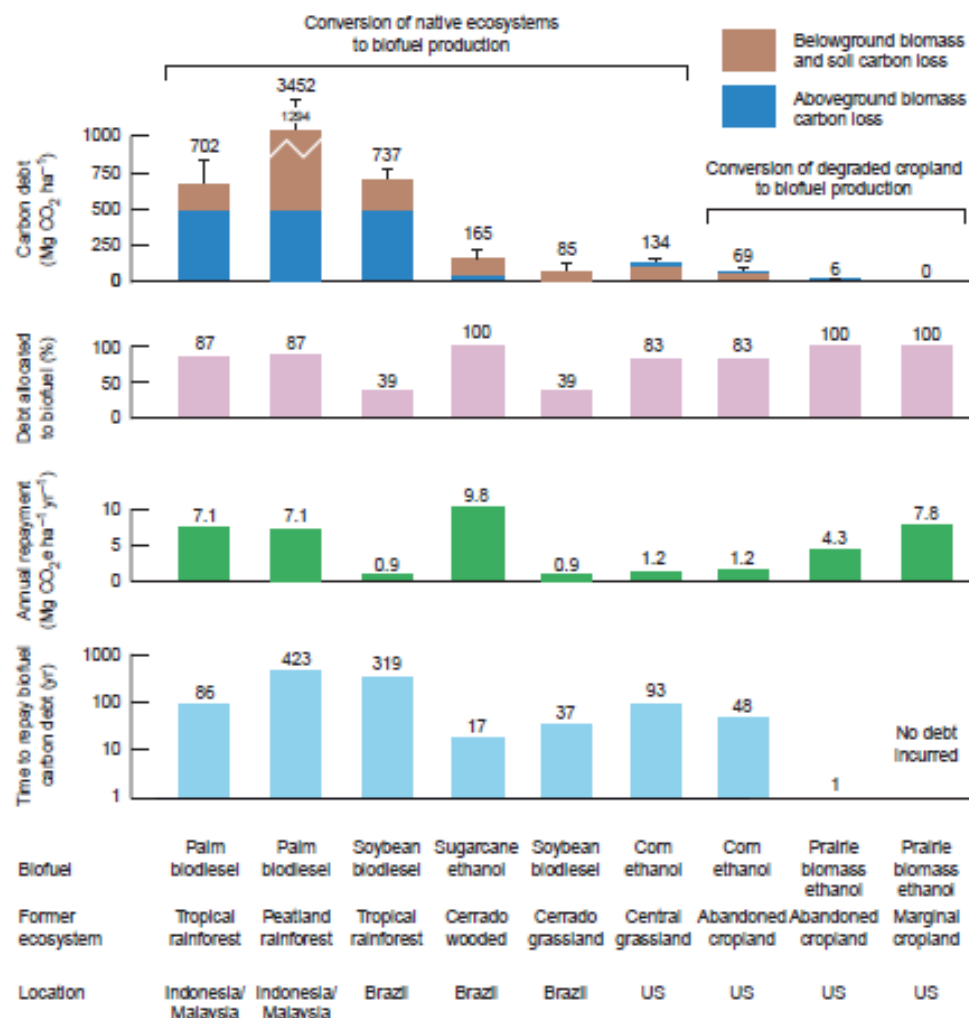 Conversion of native ecosystems
to biofuel production
Belowground biomass
and soil carbon loss
Aboveground biomass
carbon loss
Conversion of degraded cropland
to biofuel production
Carbon debt
(Mg CO₂ ha⁻¹)
1000
750
500
250
0
702
3452
1294
737
165
85
134
69
6
0
Debt allocated
to biofuel (%)
100
50
0
87
87
39
100
39
83
83
100
100
Annual repayment
(Mg CO₂e ha⁻¹ yr⁻¹)
10
5
0
7.1
7.1
0.9
9.8
0.9
1.2
1.2
4.3
7.8
Time to repay biofuel
carbon debt (yr)
1000
100
10
1
86
423
319
17
37
93
48
1
No debt
incurred
Biofuel
Palm
biodiesel
Palm
biodiesel
Soybean
biodiesel
Sugarcane
ethanol
Soybean
biodiesel
Corn
ethanol
Corn
ethanol
Prairie
biomass
ethanol
Prairie
biomass
ethanol
Former
ecosystem
Tropical
rainforest
Peatland
rainforest
Tropical
rainforest
Cerrado
wooded
Cerrado
grassland
Central
grassland
Abandoned
cropland
Abandoned
cropland
Marginal
cropland
Location
Indonesia/
Malaysia
Indonesia/
Malaysia
Brazil
Brazil
Brazil
US
US
US
US